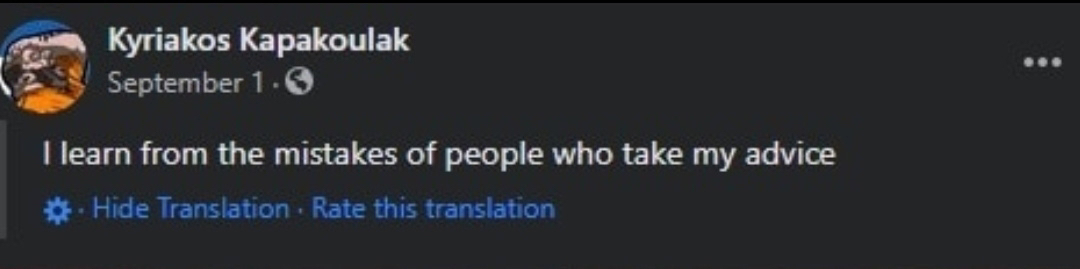 Kyriakos Kapakoulak
September 1 ·
I learn from the mistakes of people who take my advice
· Hide Translation · Rate this translation